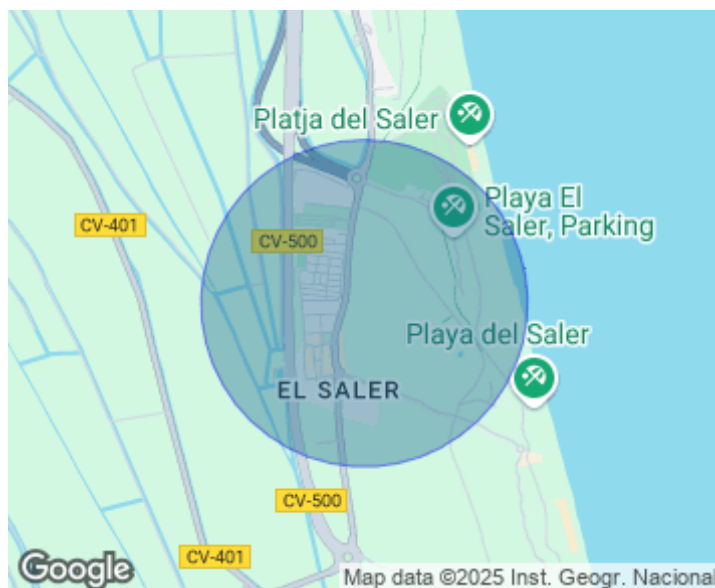 Platja del Saler
Playa El
Saler, Parking
CV-401
CV-500
Playa del Saler
EL SALER
CV-500
CV-401
Google
Map data ©2025 Inst. Geogr. Nacional